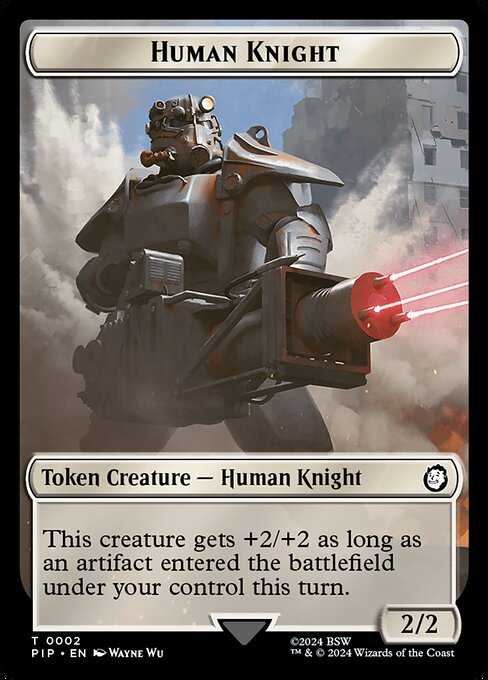 Human Knight
Token Creature — Human Knight
This creature gets +2/+2 as long as
an artifact entered the battlefield
under your control this turn.
2/2
T 0002
PIP • EN Wayne Wu
©2024 BSW
™ & © 2024 Wizards of the Coast